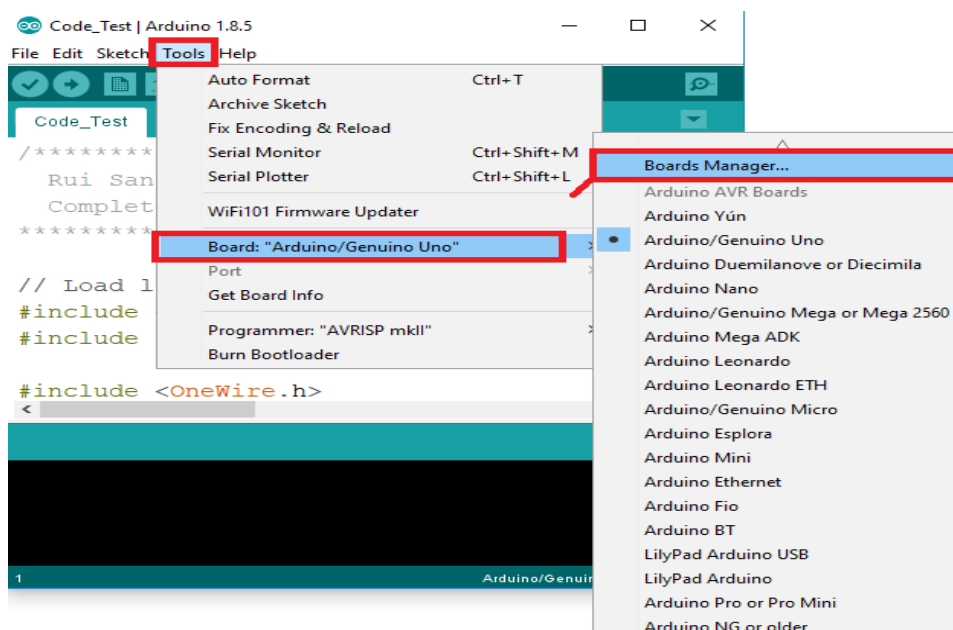 Code_Test | Arduino 1.8.5
File Edit Sketch Tools Help
Auto Format Ctrl+T
Archive Sketch
Fix Encoding & Reload
Serial Monitor Ctrl+Shift+M
Serial Plotter Ctrl+Shift+L
WiFi101 Firmware Updater
Board: "Arduino/Genuino Uno"
Port
Get Board Info
Programmer: "AVRISP mkII"
Burn Bootloader
Code_Test
/********
Rui San
Complet
*********
// Load l
#include
#include
#include <OneWire.h>
1 Arduino/Genuin
Boards Manager...
Arduino AVR Boards
Arduino Yún
Arduino/Genuino Uno
Arduino Duemilanove or Diecimila
Arduino Nano
Arduino/Genuino Mega or Mega 2560
Arduino Mega ADK
Arduino Leonardo
Arduino Leonardo ETH
Arduino/Genuino Micro
Arduino Esplora
Arduino Mini
Arduino Ethernet
Arduino Fio
Arduino BT
LilyPad Arduino USB
LilyPad Arduino
Arduino Pro or Pro Mini
Arduino NG or older